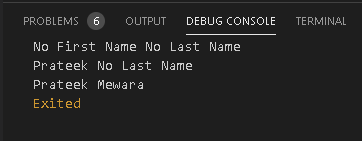 PROBLEMS 6 OUTPUT DEBUG CONSOLE TERMINAL
No First Name No Last Name
Prateek No Last Name
Prateek Mewara
Exited